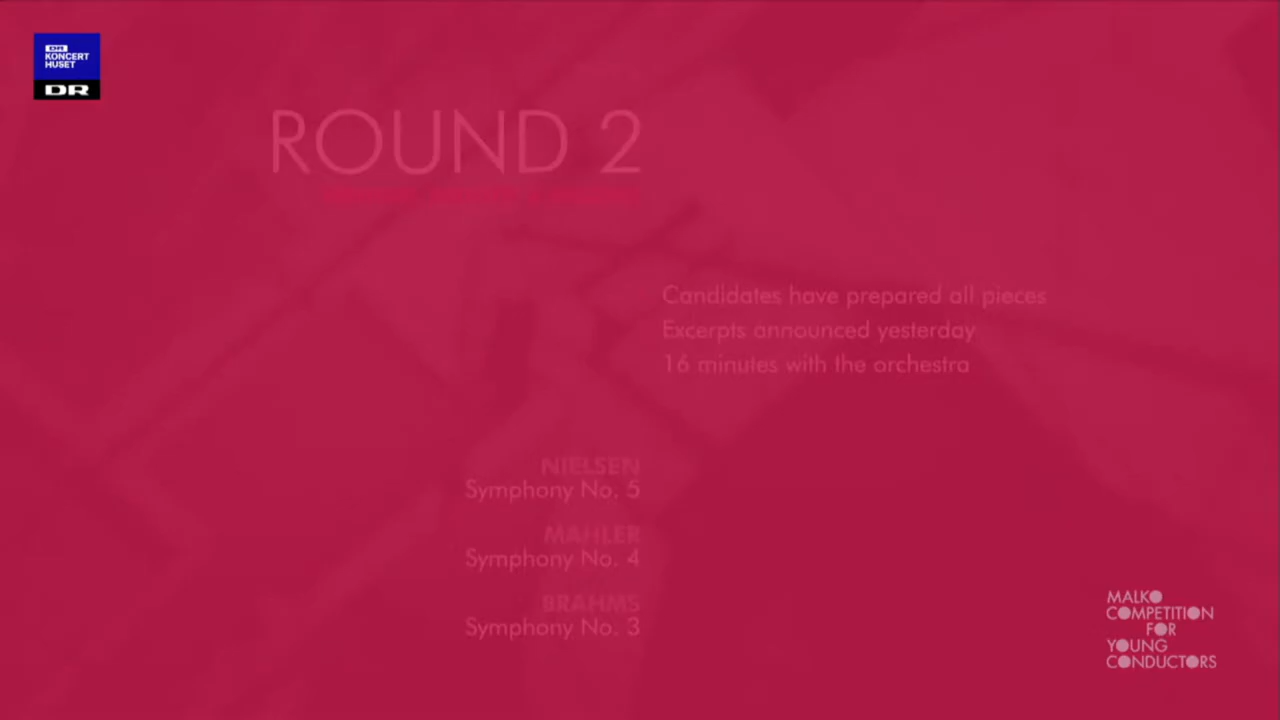 DR
KONCERT
HUSET
DR
ROUND 2
Candidates have prepared all pieces
Excerpts announced yesterday
16 minutes with the orchestra
NIELSEN
Symphony No. 5
MAHLER
Symphony No. 4
BRAHMS
Symphony No. 3
MALKO
COMPETITION
FOR
YOUNG
CONDUCTORS